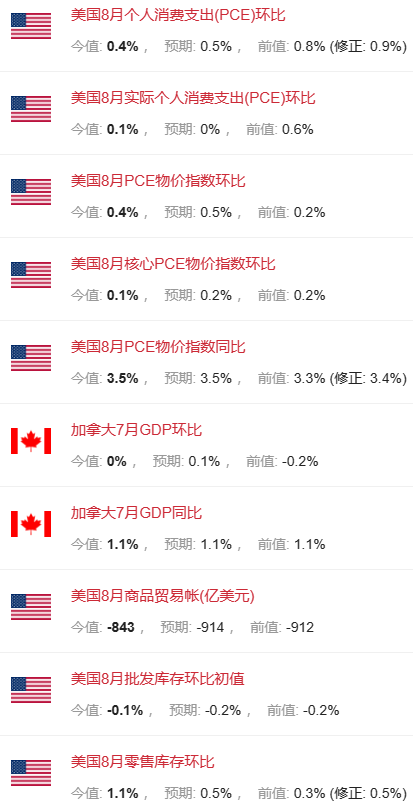 美国8月个人消费支出(PCE)环比
今值: 0.4%， 预期: 0.5%， 前值: 0.8% (修正: 0.9%)
美国8月实际个人消费支出(PCE)环比
今值: 0.1%， 预期: 0%， 前值: 0.6%
美国8月PCE物价指数环比
今值: 0.4%， 预期: 0.5%， 前值: 0.2%
美国8月核心PCE物价指数环比
今值: 0.1%， 预期: 0.2%， 前值: 0.2%
美国8月PCE物价指数同比
今值: 3.5%， 预期: 3.5%， 前值: 3.3% (修正: 3.4%)
加拿大7月GDP环比
今值: 0%， 预期: 0.1%， 前值: -0.2%
加拿大7月GDP同比
今值: 1.1%， 预期: 1.1%， 前值: 1.1%
美国8月商品贸易帐(亿美元)
今值: -843， 预期: -914， 前值: -912
美国8月批发库存环比初值
今值: -0.1%， 预期: -0.2%， 前值: -0.2%
美国8月零售库存环比
今值: 1.1%， 预期: 0.5%， 前值: 0.3% (修正: 0.5%)